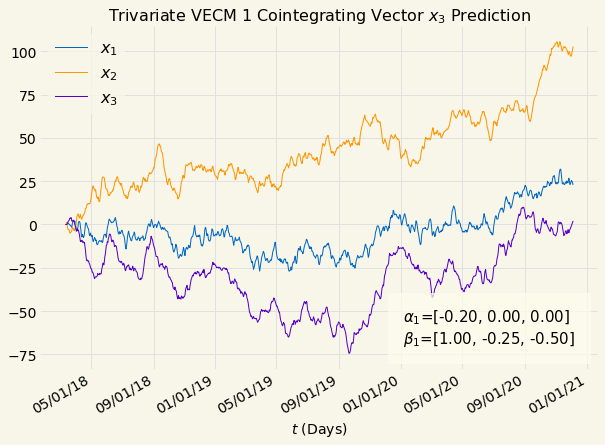 Trivariate VECM 1 Cointegrating Vector x₃ Prediction
x₁
x₂
x₃
100
75
50
25
0
−25
−50
−75
α₁=[-0.20, 0.00, 0.00]
β₁=[1.00, -0.25, -0.50]
05/01/18
09/01/18
01/01/19
05/01/19
09/01/19
01/01/20
05/01/20
09/01/20
01/01/21
t (Days)